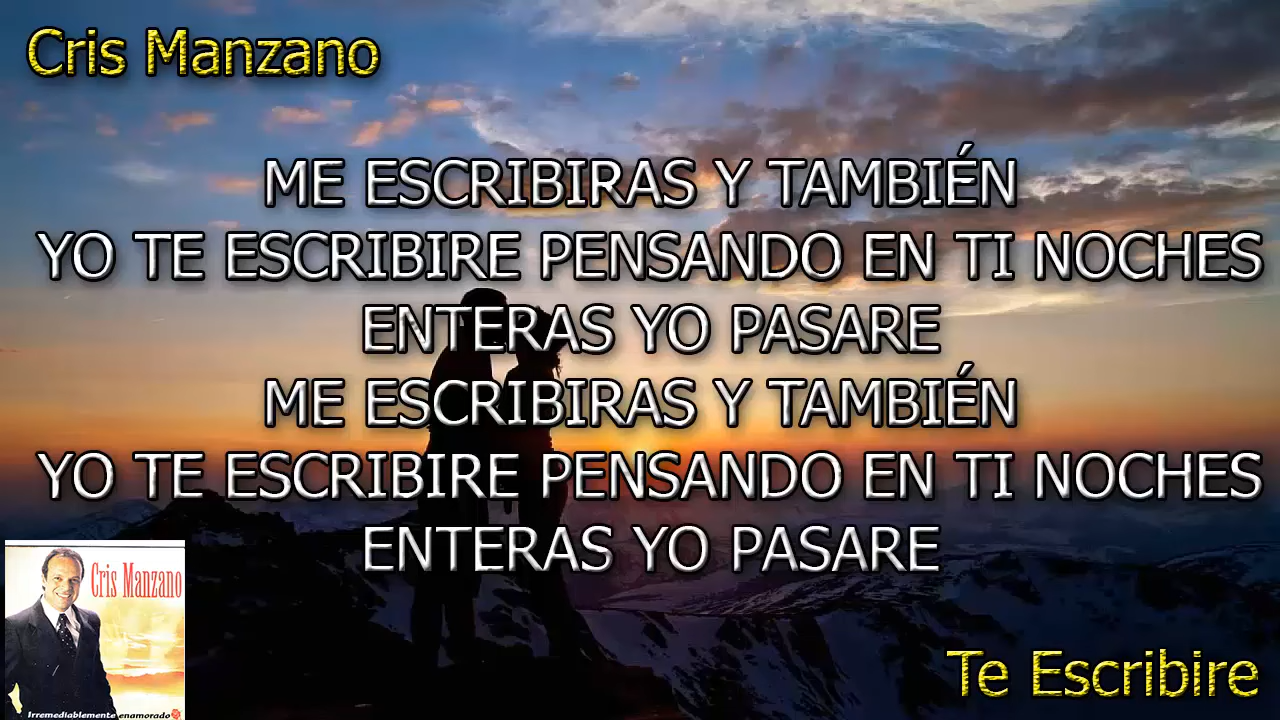 Cris Manzano
ME ESCRIBIRAS Y TAMBIÉN
YO TE ESCRIBIRE PENSANDO EN TI NOCHES
ENTERAS YO PASARE
ME ESCRIBIRAS Y TAMBIÉN
YO TE ESCRIBIRE PENSANDO EN TI NOCHES
ENTERAS YO PASARE
Cris Manzano
Irremediablemente enamorado
Te Escribire